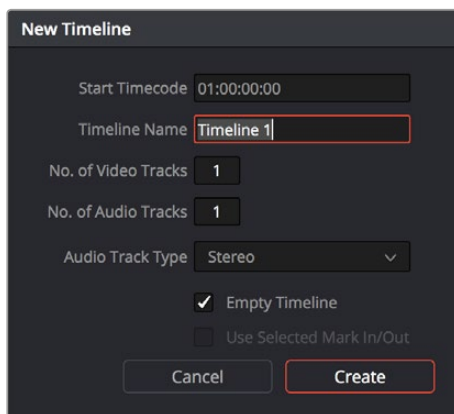 New Timeline
Start Timecode 01:00:00:00
Timeline Name Timeline 1
No. of Video Tracks 1
No. of Audio Tracks 1
Audio Track Type Stereo
Empty Timeline
Use Selected Mark In/Out
Cancel Create